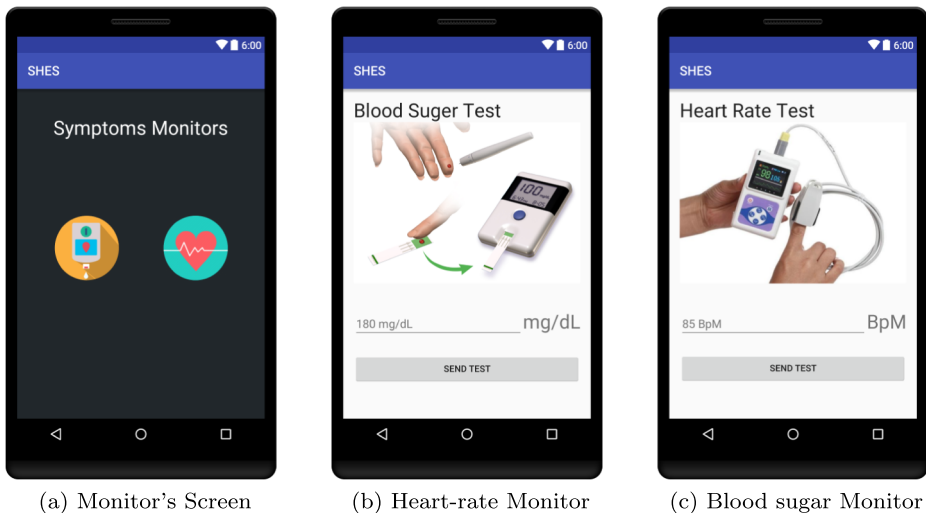 6:00
SHES
Symptoms Monitors
(a) Monitor's Screen
6:00
SHES
Blood Suger Test
100
180 mg/dL mg/dL
SEND TEST
(b) Heart-rate Monitor
6:00
SHES
Heart Rate Test
85 BpM BpM
SEND TEST
(c) Blood sugar Monitor